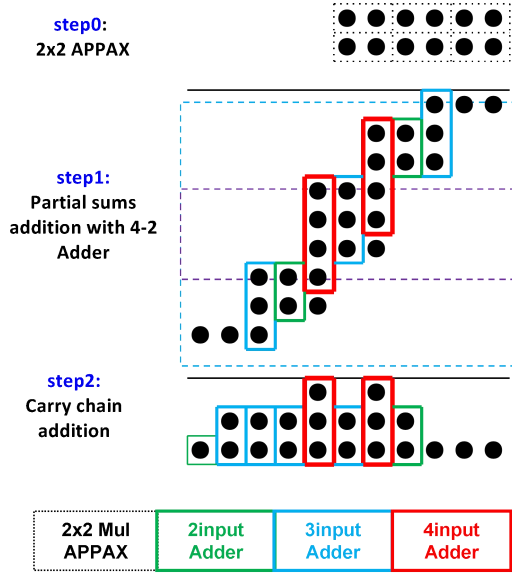 step0:
2x2 APPAX
step1:
Partial sums
addition with 4-2
Adder
step2:
Carry chain
addition
2x2 Mul
APPAX
2input
Adder
3input
Adder
4input
Adder